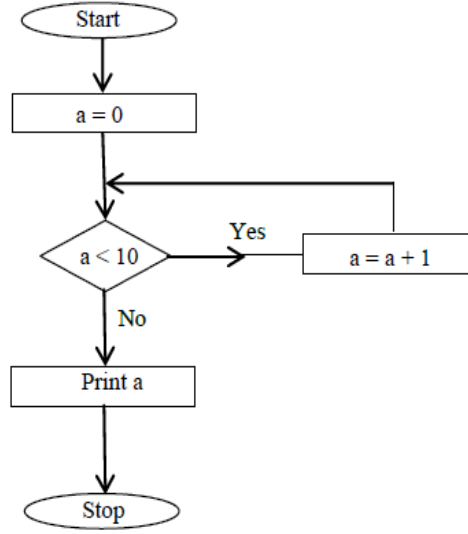 Start
a = 0
a < 10
Yes
a = a + 1
No
Print a
Stop